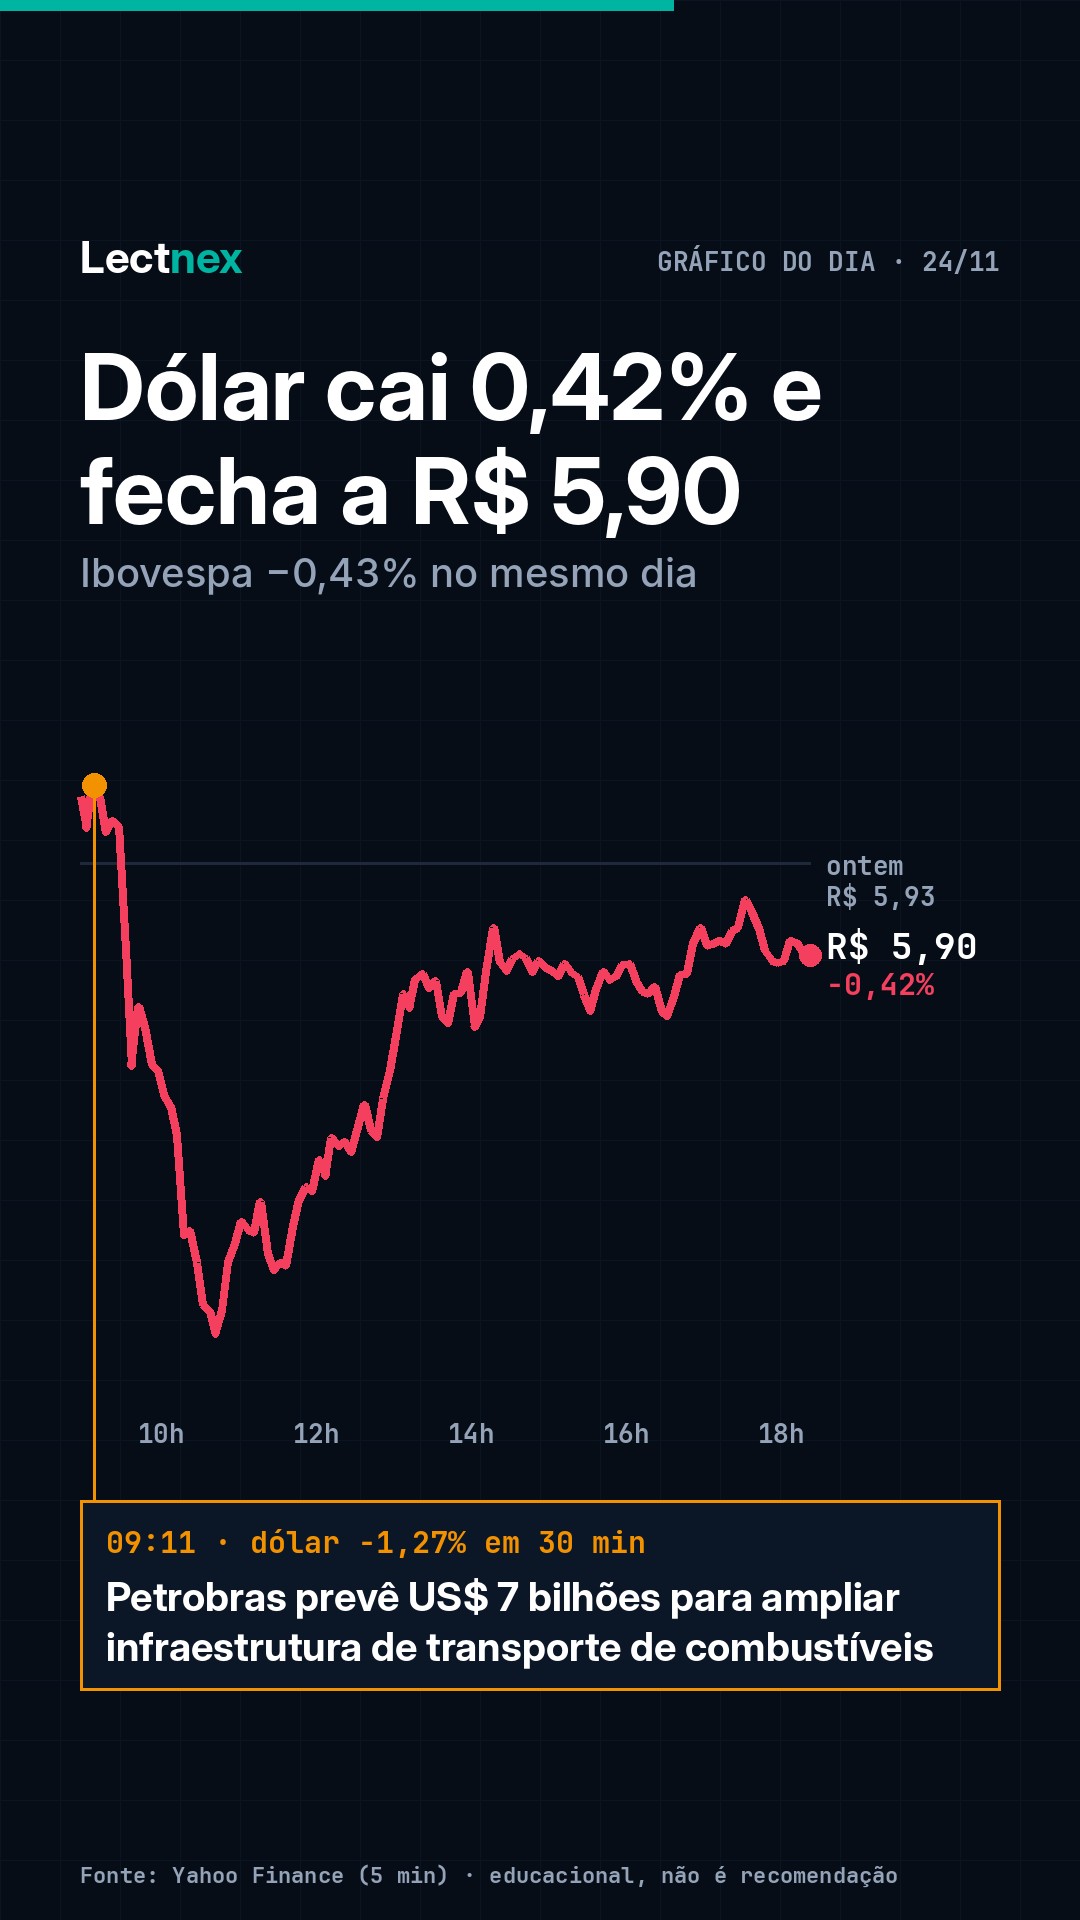 Lectnex
GRÁFICO DO DIA · 24/11
Dólar cai 0,42% e
fecha a R$ 5,90
Ibovespa −0,43% no mesmo dia
ontem
R$ 5,93
R$ 5,90
-0,42%
10h 12h 14h 16h 18h
09:11 · dólar -1,27% em 30 min
Petrobras prevê US$ 7 bilhões para ampliar
infraestrutura de transporte de combustíveis
Fonte: Yahoo Finance (5 min) · educacional, não é recomendação